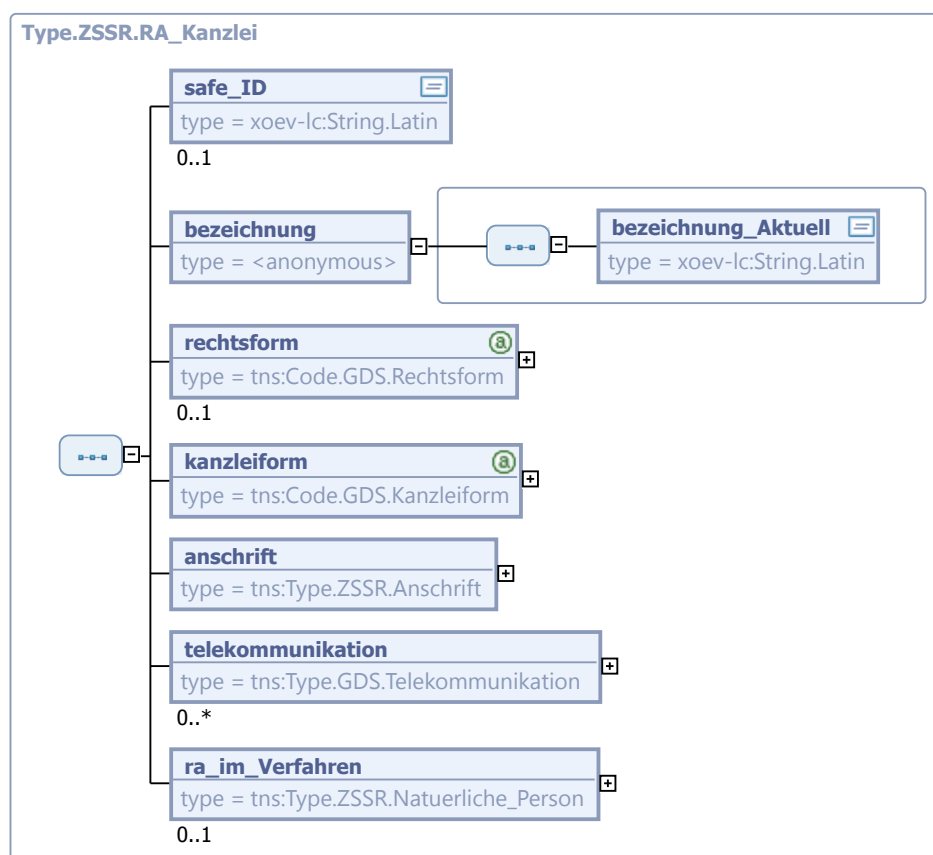 Type.ZSSR.RA_Kanzlei
safe_ID
type = xoev-lc:String.Latin
0..1
bezeichnung
type = <anonymous>
bezeichnung_Aktuell
type = xoev-lc:String.Latin
rechtsform
a
type = tns:Code.GDS.Rechtsform
0..1
kanzleiform
a
type = tns:Code.GDS.Kanzleiform
anschrift
type = tns:Type.ZSSR.Anschrift
telekommunikation
type = tns:Type.GDS.Telekommunikation
0..*
ra_im_Verfahren
type = tns:Type.ZSSR.Natuerliche_Person
0..1